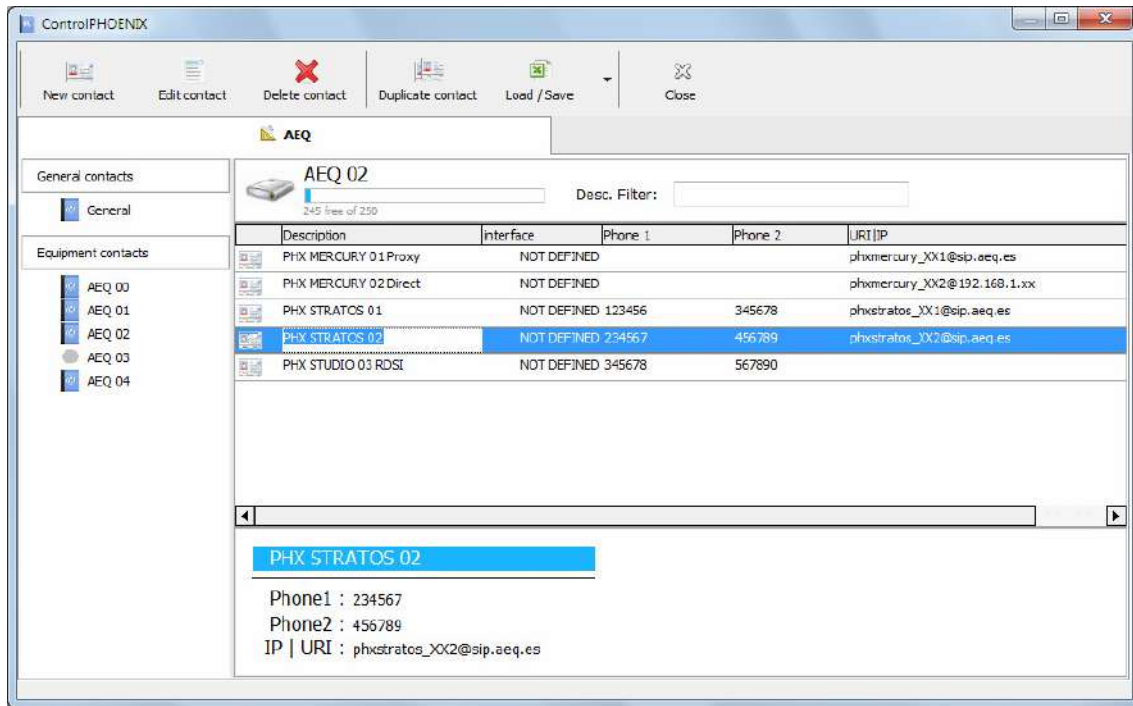 ControlPHOENIX
New contact Edit contact Delete contact Duplicate contact Load / Save Close
AEQ
General contacts
General
Equipment contacts
AEQ 00
AEQ 01
AEQ 02
AEQ 03
AEQ 04
AEQ 02
245 free of 250
Desc. Filter:
Description interface Phone 1 Phone 2 URI|IP
PHX MERCURY 01 Proxy NOT DEFINED phxmercury_XX1@sip.aeq.es
PHX MERCURY 02 Direct NOT DEFINED phxmercury_XX2@192.168.1.xx
PHX STRATOS 01 NOT DEFINED 123456 345678 phxstratos_XX1@sip.aeq.es
PHX STRATOS 02 NOT DEFINED 234567 456789 phxstratos_XX2@sip.aeq.es
PHX STUDIO 03 RDSI NOT DEFINED 345678 567890
PHX STRATOS 02
Phone1 : 234567
Phone2 : 456789
IP | URI : phxstratos_XX2@sip.aeq.es